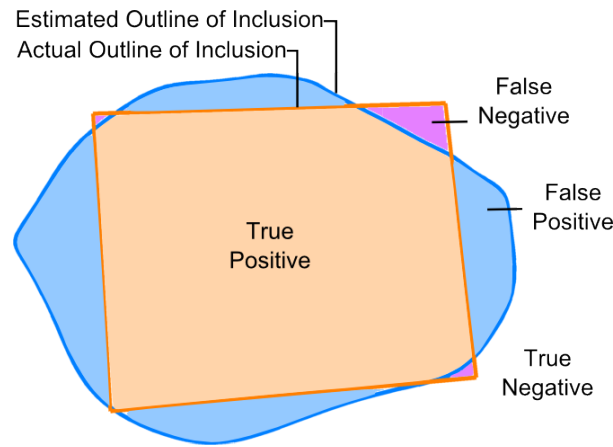 Estimated Outline of Inclusion
Actual Outline of Inclusion
False
Negative
False
Positive
True
Positive
True
Negative